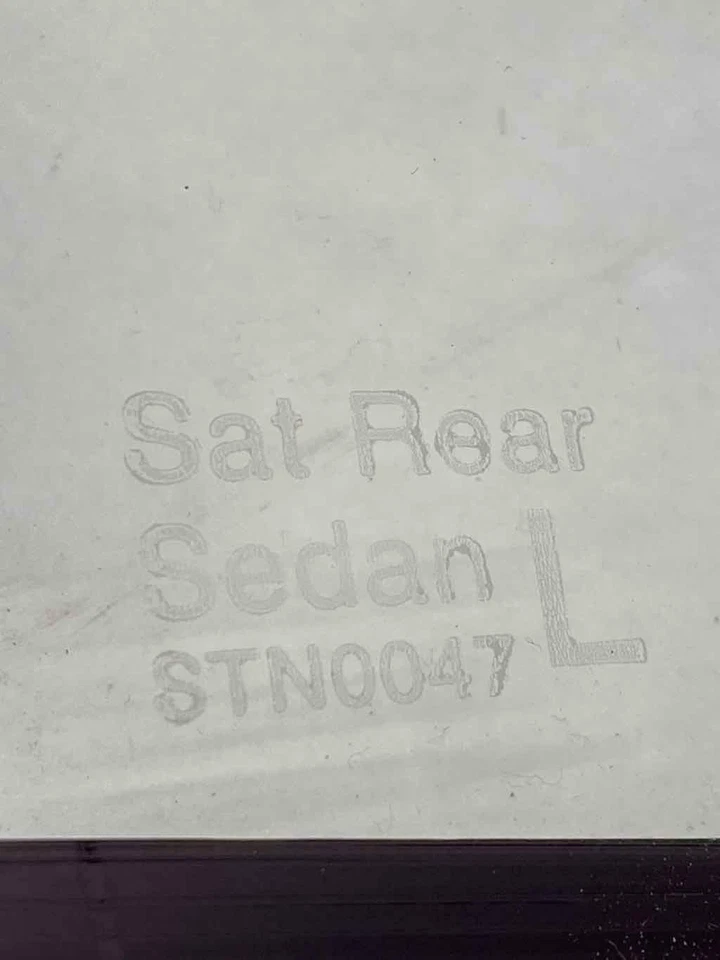 Sat Rear
Sedan L
STN0047